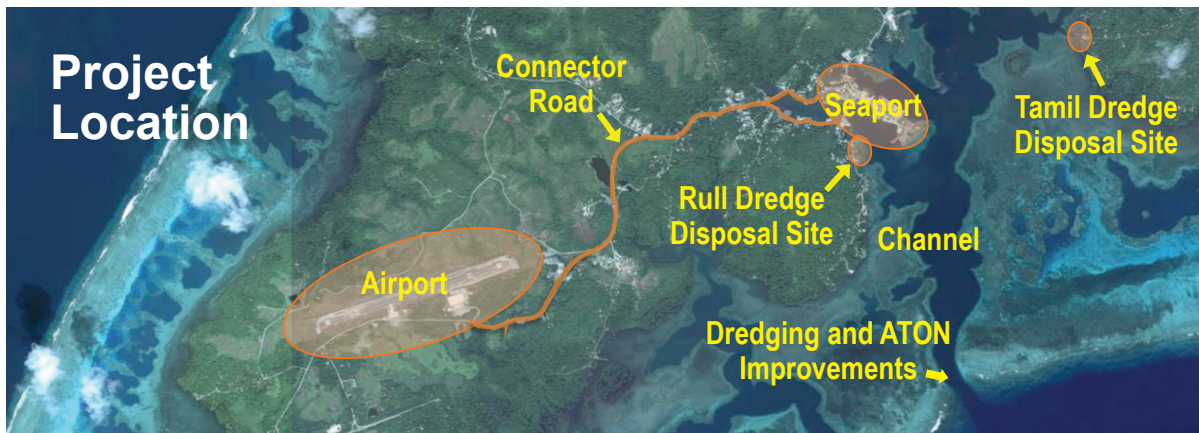 Project
Location
Connector
Road
Seaport
Tamil Dredge
Disposal Site
Rull Dredge
Disposal Site
Channel
Airport
Dredging and ATON
Improvements